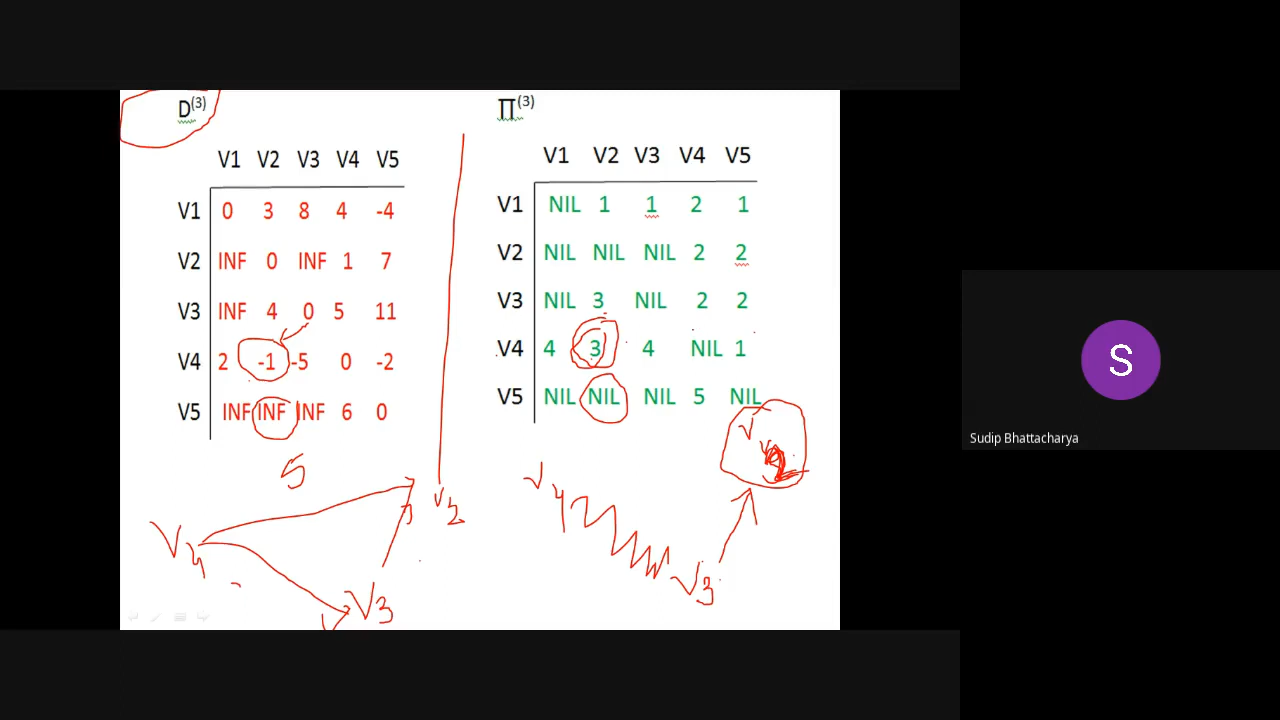 D(3)
V1 V2 V3 V4 V5
V1 0 3 8 4 -4
V2 INF 0 INF 1 7
V3 INF 4 0 5 11
V4 2 -1 -5 0 -2
V5 INF INF INF 6 0
5
V4
V2
V3
∏(3)
V1 V2 V3 V4 V5
V1 NIL 1 1 2 1
V2 NIL NIL NIL 2 2
V3 NIL 3 NIL 2 2
V4 4 3 4 NIL 1
V5 NIL NIL NIL 5 NIL
V4
V3
V
S
Sudip Bhattacharya